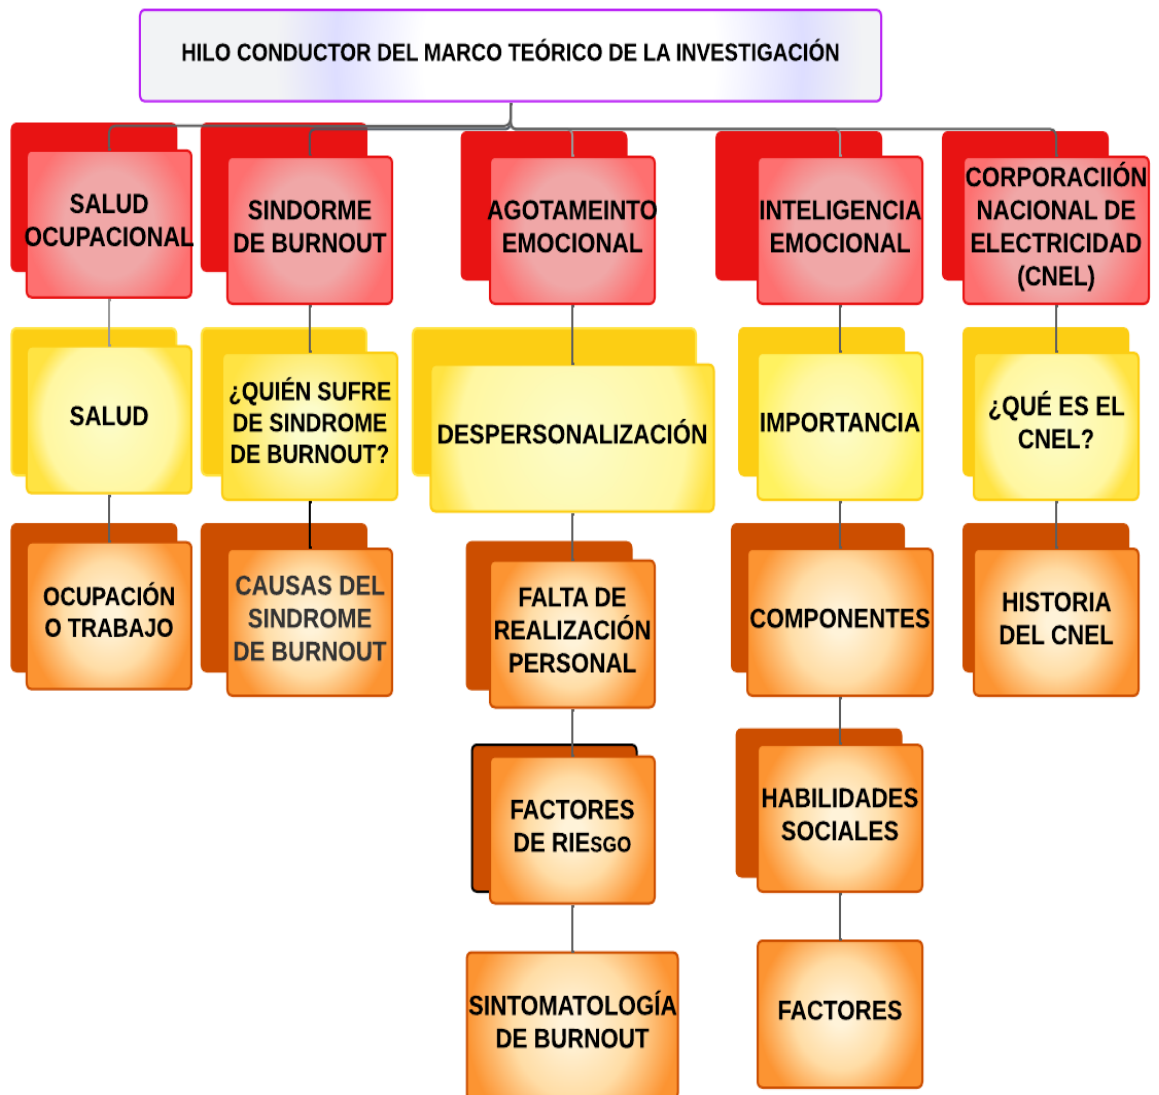 HILO CONDUCTOR DEL MARCO TEÓRICO DE LA INVESTIGACIÓN
SALUD
OCUPACIONAL
SINDORME
DE BURNOUT
AGOTAMEINTO
EMOCIONAL
INTELIGENCIA
EMOCIONAL
CORPORACIIÓN
NACIONAL DE
ELECTRICIDAD
(CNEL)
SALUD
¿QUIÉN SUFRE
DE SINDROME
DE BURNOUT?
DESPERSONALIZACIÓN
IMPORTANCIA
¿QUÉ ES EL
CNEL?
OCUPACIÓN
O TRABAJO
CAUSAS DEL
SINDROME
DE BURNOUT
FALTA DE
REALIZACIÓN
PERSONAL
COMPONENTES
HISTORIA
DEL CNEL
FACTORES
DE RIEsGO
HABILIDADES
SOCIALES
SINTOMATOLOGÍA
DE BURNOUT
FACTORES